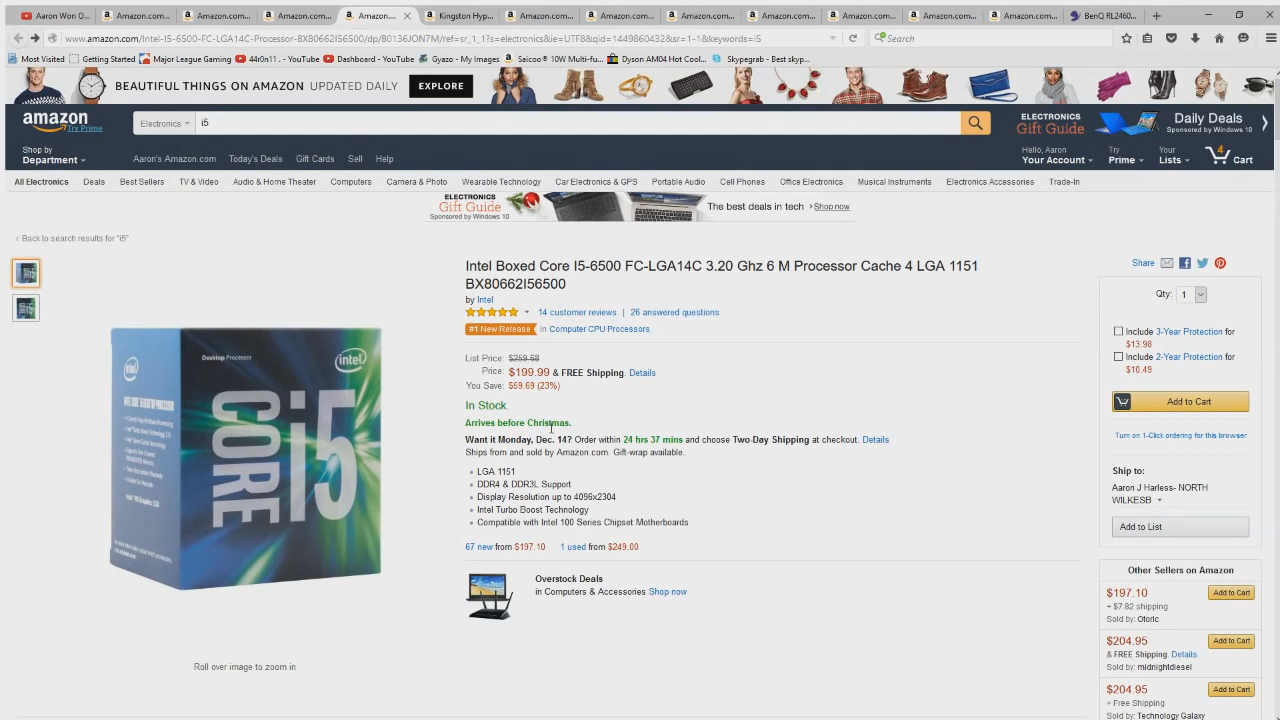 Aaron Won O...
Amazon.com...
Amazon.com...
Amazon.com...
Amazon....
Kingston Hyp...
Amazon.com...
Amazon.com...
Amazon.com...
Amazon.com...
Amazon.com...
Amazon.com...
Amazon.com...
BenQ RL2460...
www.amazon.com/Intel-I5-6500-FC-LGA14C-Processor-BX80662I56500/dp/B0136JON7M/ref=sr_1_1?s=electronics&ie=UTF8&qid=1449860432&sr=1-1&keywords=i5
Search
Most Visited
Getting Started
Major League Gaming
44r0n11 . - YouTube
Dashboard - YouTube
Gyazo - My Images
Saicoo® 10W Multi-fu...
Dyson AM04 Hot Cool...
Skypegrab - Best skyp...
BEAUTIFUL THINGS ON AMAZON UPDATED DAILY
EXPLORE
amazon
Try Prime
Electronics
i5
ELECTRONICS
Gift Guide
Daily Deals
Sponsored by Windows 10
Shop by
Department
Aaron's Amazon.com
Today's Deals
Gift Cards
Sell
Help
Hello, Aaron
Your Account
Try
Prime
Your
Lists
4
Cart
All Electronics
Deals
Best Sellers
TV & Video
Audio & Home Theater
Computers
Camera & Photo
Wearable Technology
Car Electronics & GPS
Portable Audio
Cell Phones
Office Electronics
Musical Instruments
Electronics Accessories
Trade-In
ELECTRONICS
Gift Guide
Sponsored by Windows 10
The best deals in tech
›Shop now
‹ Back to search results for "i5"
Intel Boxed Core I5-6500 FC-LGA14C 3.20 Ghz 6 M Processor Cache 4 LGA 1151
BX80662I56500
by Intel
14 customer reviews | 26 answered questions
#1 New Release in Computer CPU Processors
List Price: $259.68
Price: $199.99 & FREE Shipping. Details
You Save: $59.69 (23%)
In Stock.
Arrives before Christmas.
Want it Monday, Dec. 14? Order within 24 hrs 37 mins and choose Two-Day Shipping at checkout. Details
Ships from and sold by Amazon.com. Gift-wrap available.
• LGA 1151
• DDR4 & DDR3L Support
• Display Resolution up to 4096x2304
• Intel Turbo Boost Technology
• Compatible with Intel 100 Series Chipset Motherboards
67 new from $197.10 1 used from $249.00
Overstock Deals
in Computers & Accessories Shop now
Desktop Processor
intel
intel
CORE
i5
Roll over image to zoom in
Share
Qty: 1
Include 3-Year Protection for
$13.98
Include 2-Year Protection for
$10.49
Add to Cart
Turn on 1-Click ordering for this browser
Ship to:
Aaron J Harless- NORTH
WILKESB
Add to List
Other Sellers on Amazon
$197.10
Add to Cart
+ $7.82 shipping
Sold by: Otoric
$204.95
Add to Cart
& FREE Shipping. Details
Sold by: midnightdiesel
$204.95
Add to Cart
+ Free Shipping
Sold by: Technology Galaxy